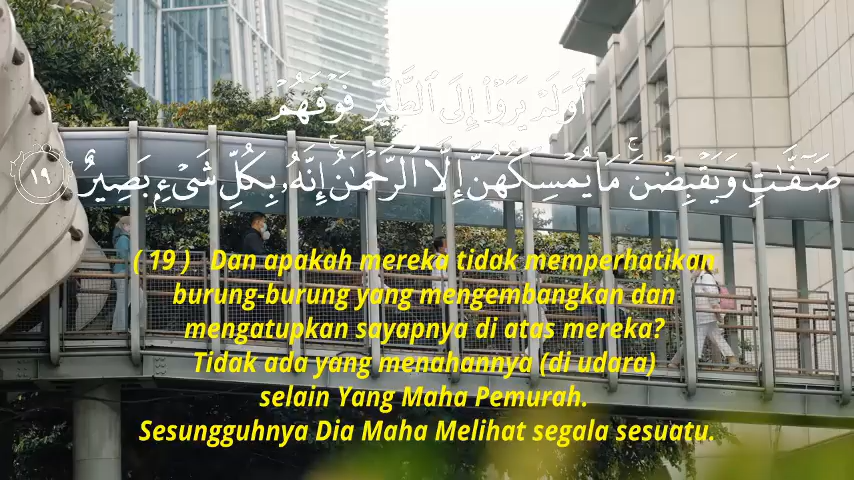 أَوَلَمْ يَرَوْا۟ إِلَى ٱلطَّيْرِ فَوْقَهُمْ
صَـٰٓفَّـٰتٍ وَيَقْبِضْنَ ۚ مَا يُمْسِكُهُنَّ إِلَّا ٱلرَّحْمَـٰنُ ۚ إِنَّهُۥ بِكُلِّ شَىْءٍۭ بَصِيرٌ ١٩
( 19 ) Dan apakah mereka tidak memperhatikan
burung-burung yang mengembangkan dan
mengatupkan sayapnya di atas mereka?
Tidak ada yang menahannya (di udara)
selain Yang Maha Pemurah.
Sesungguhnya Dia Maha Melihat segala sesuatu.